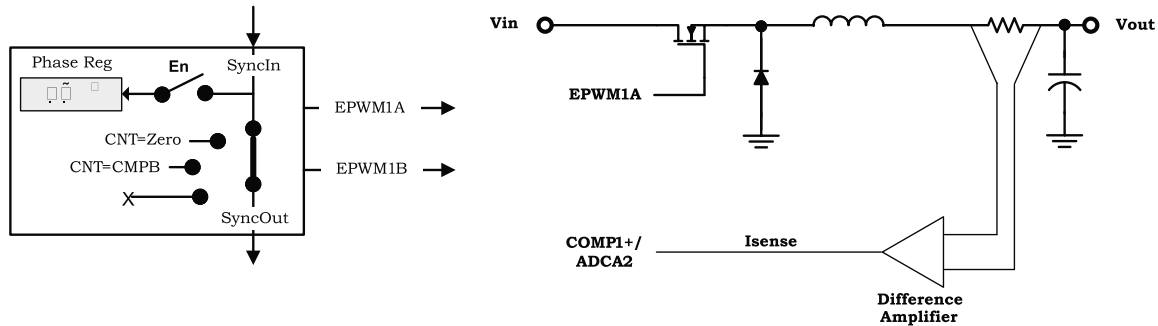 Phase Reg
En
SyncIn
CNT=Zero
CNT=CMPB
X
SyncOut
EPWM1A
EPWM1B
Vin
Vout
EPWM1A
COMP1+/
ADCA2
Isense
Difference
Amplifier